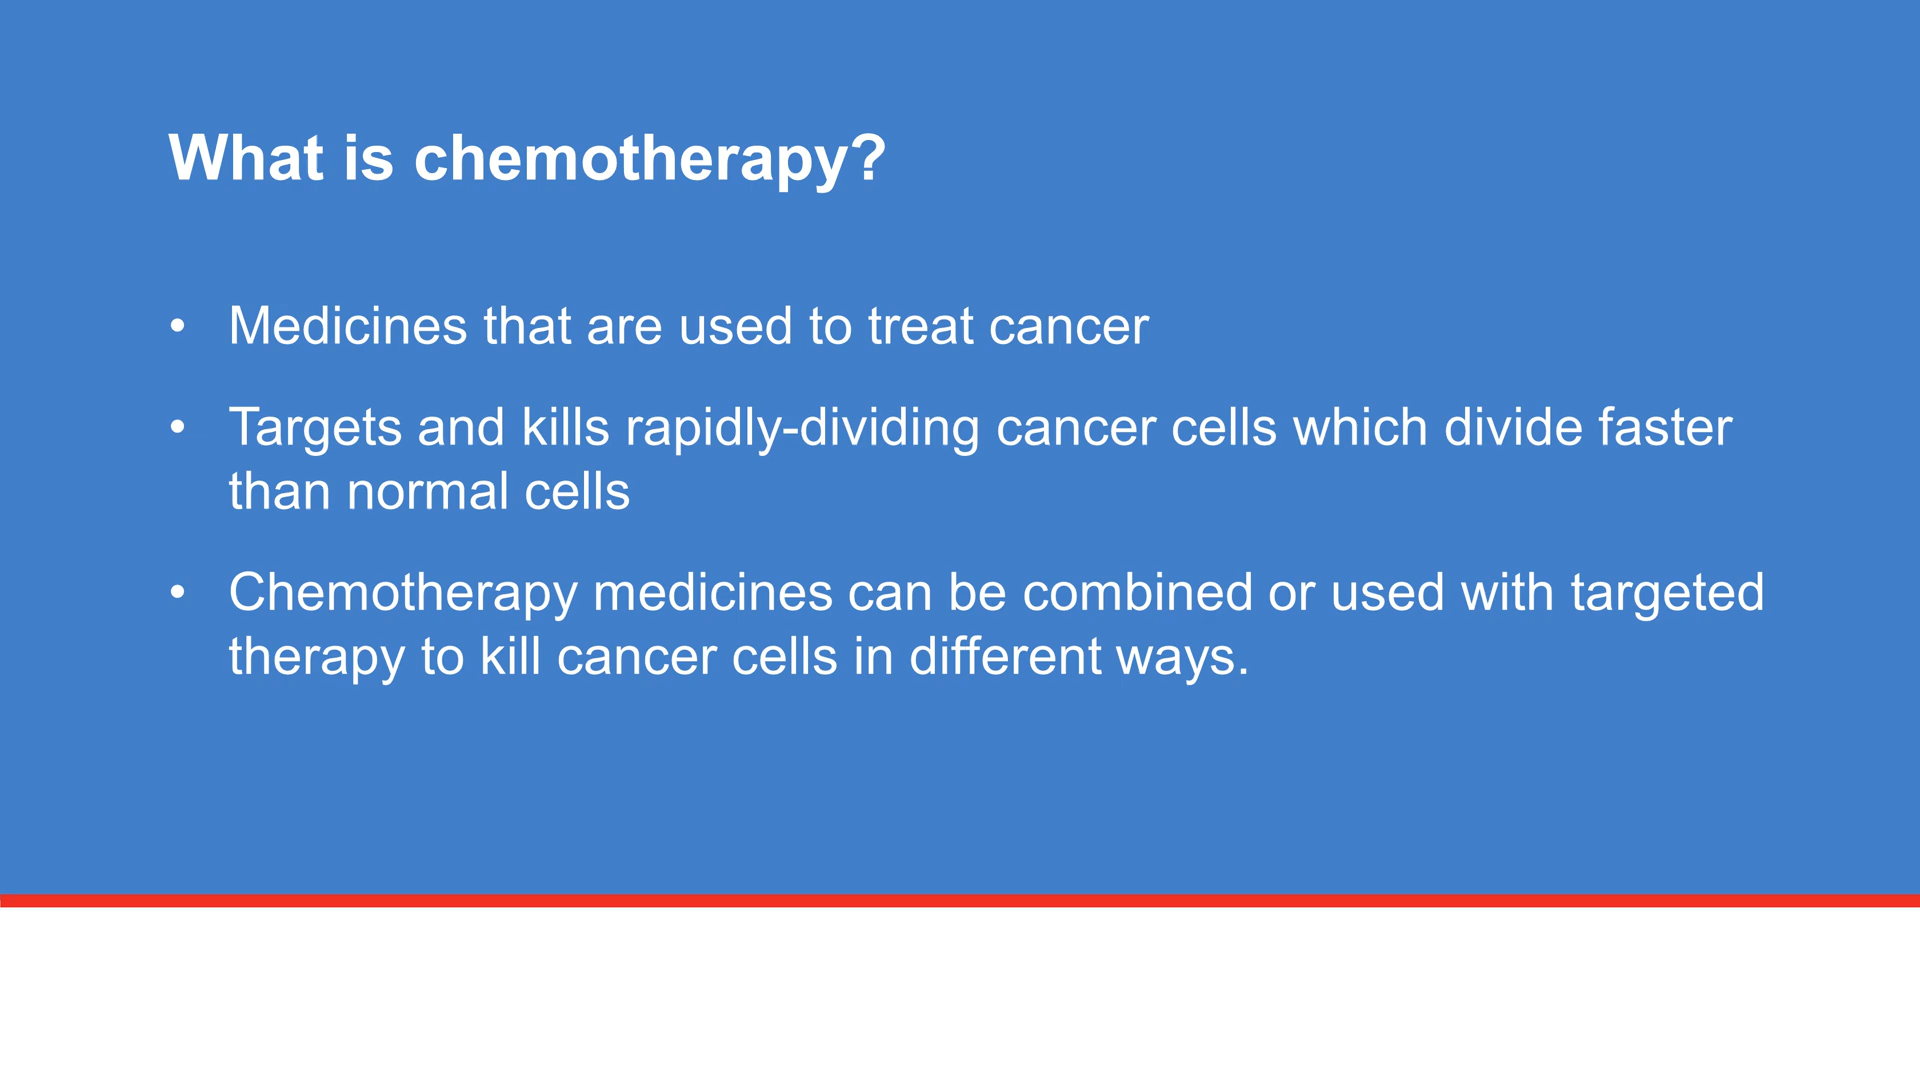 What is chemotherapy?
• Medicines that are used to treat cancer
• Targets and kills rapidly-dividing cancer cells which divide faster
than normal cells
• Chemotherapy medicines can be combined or used with targeted
therapy to kill cancer cells in different ways.